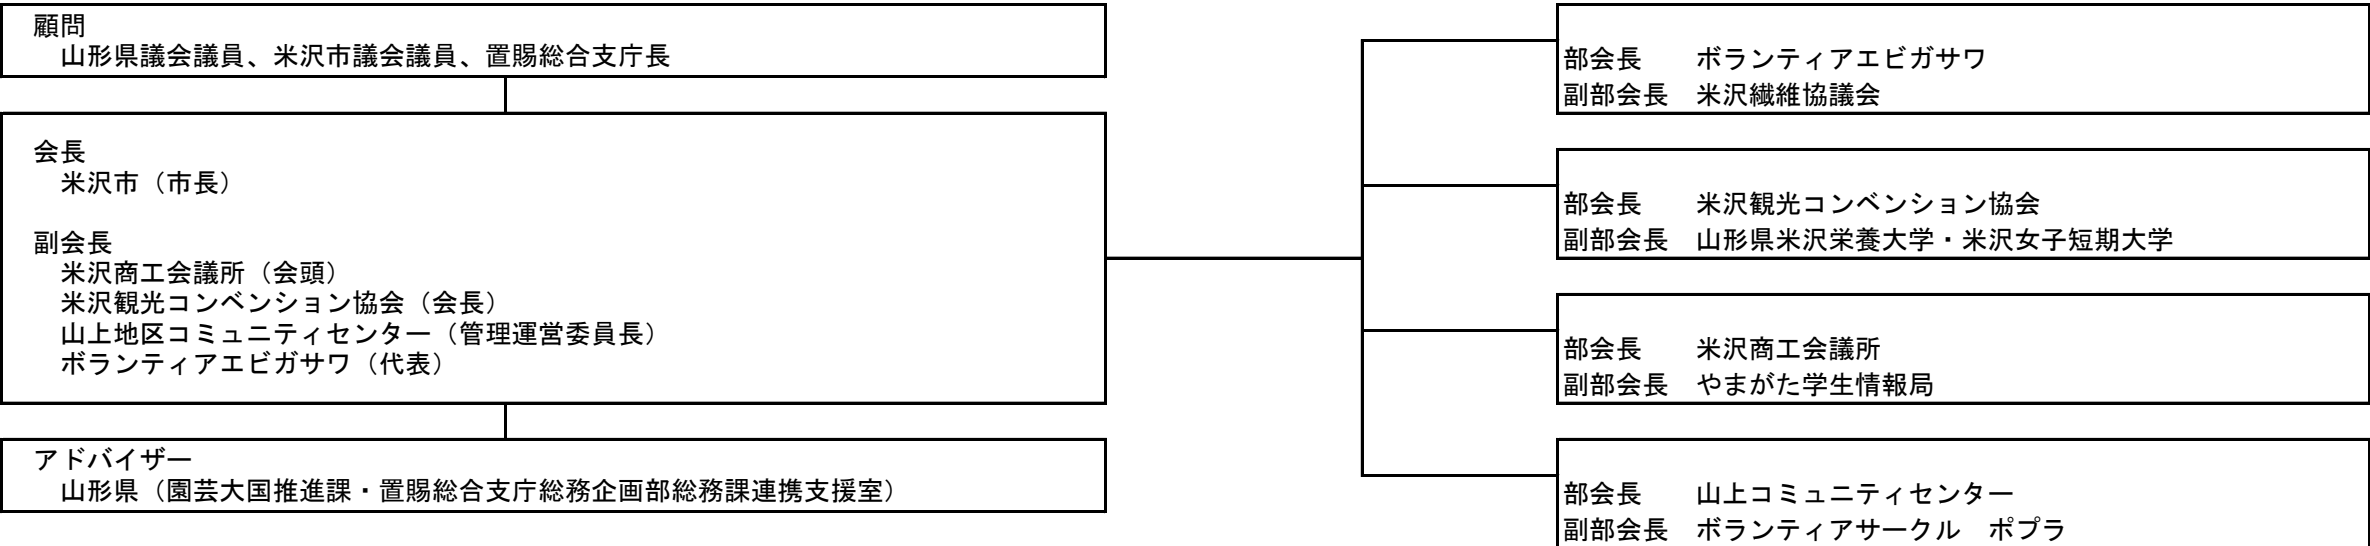 顧問
山形県議会議員、米沢市議会議員、置賜総合支庁長
会長
米沢市（市長）
副会長
米沢商工会議所（会頭）
米沢観光コンベンション協会（会長）
山上地区コミュニティセンター（管理運営委員長）
ボランティアエビガサワ（代表）
アドバイザー
山形県（園芸大国推進課・置賜総合支庁総務企画部総務課連携支援室）
部会長　ボランティアエビガサワ
副部会長　米沢繊維協議会
部会長　米沢観光コンベンション協会
副部会長　山形県米沢栄養大学・米沢女子短期大学
部会長　米沢商工会議所
副部会長　やまがた学生情報局
部会長　山上コミュニティセンター
副部会長　ボランティアサークル　ポプラ